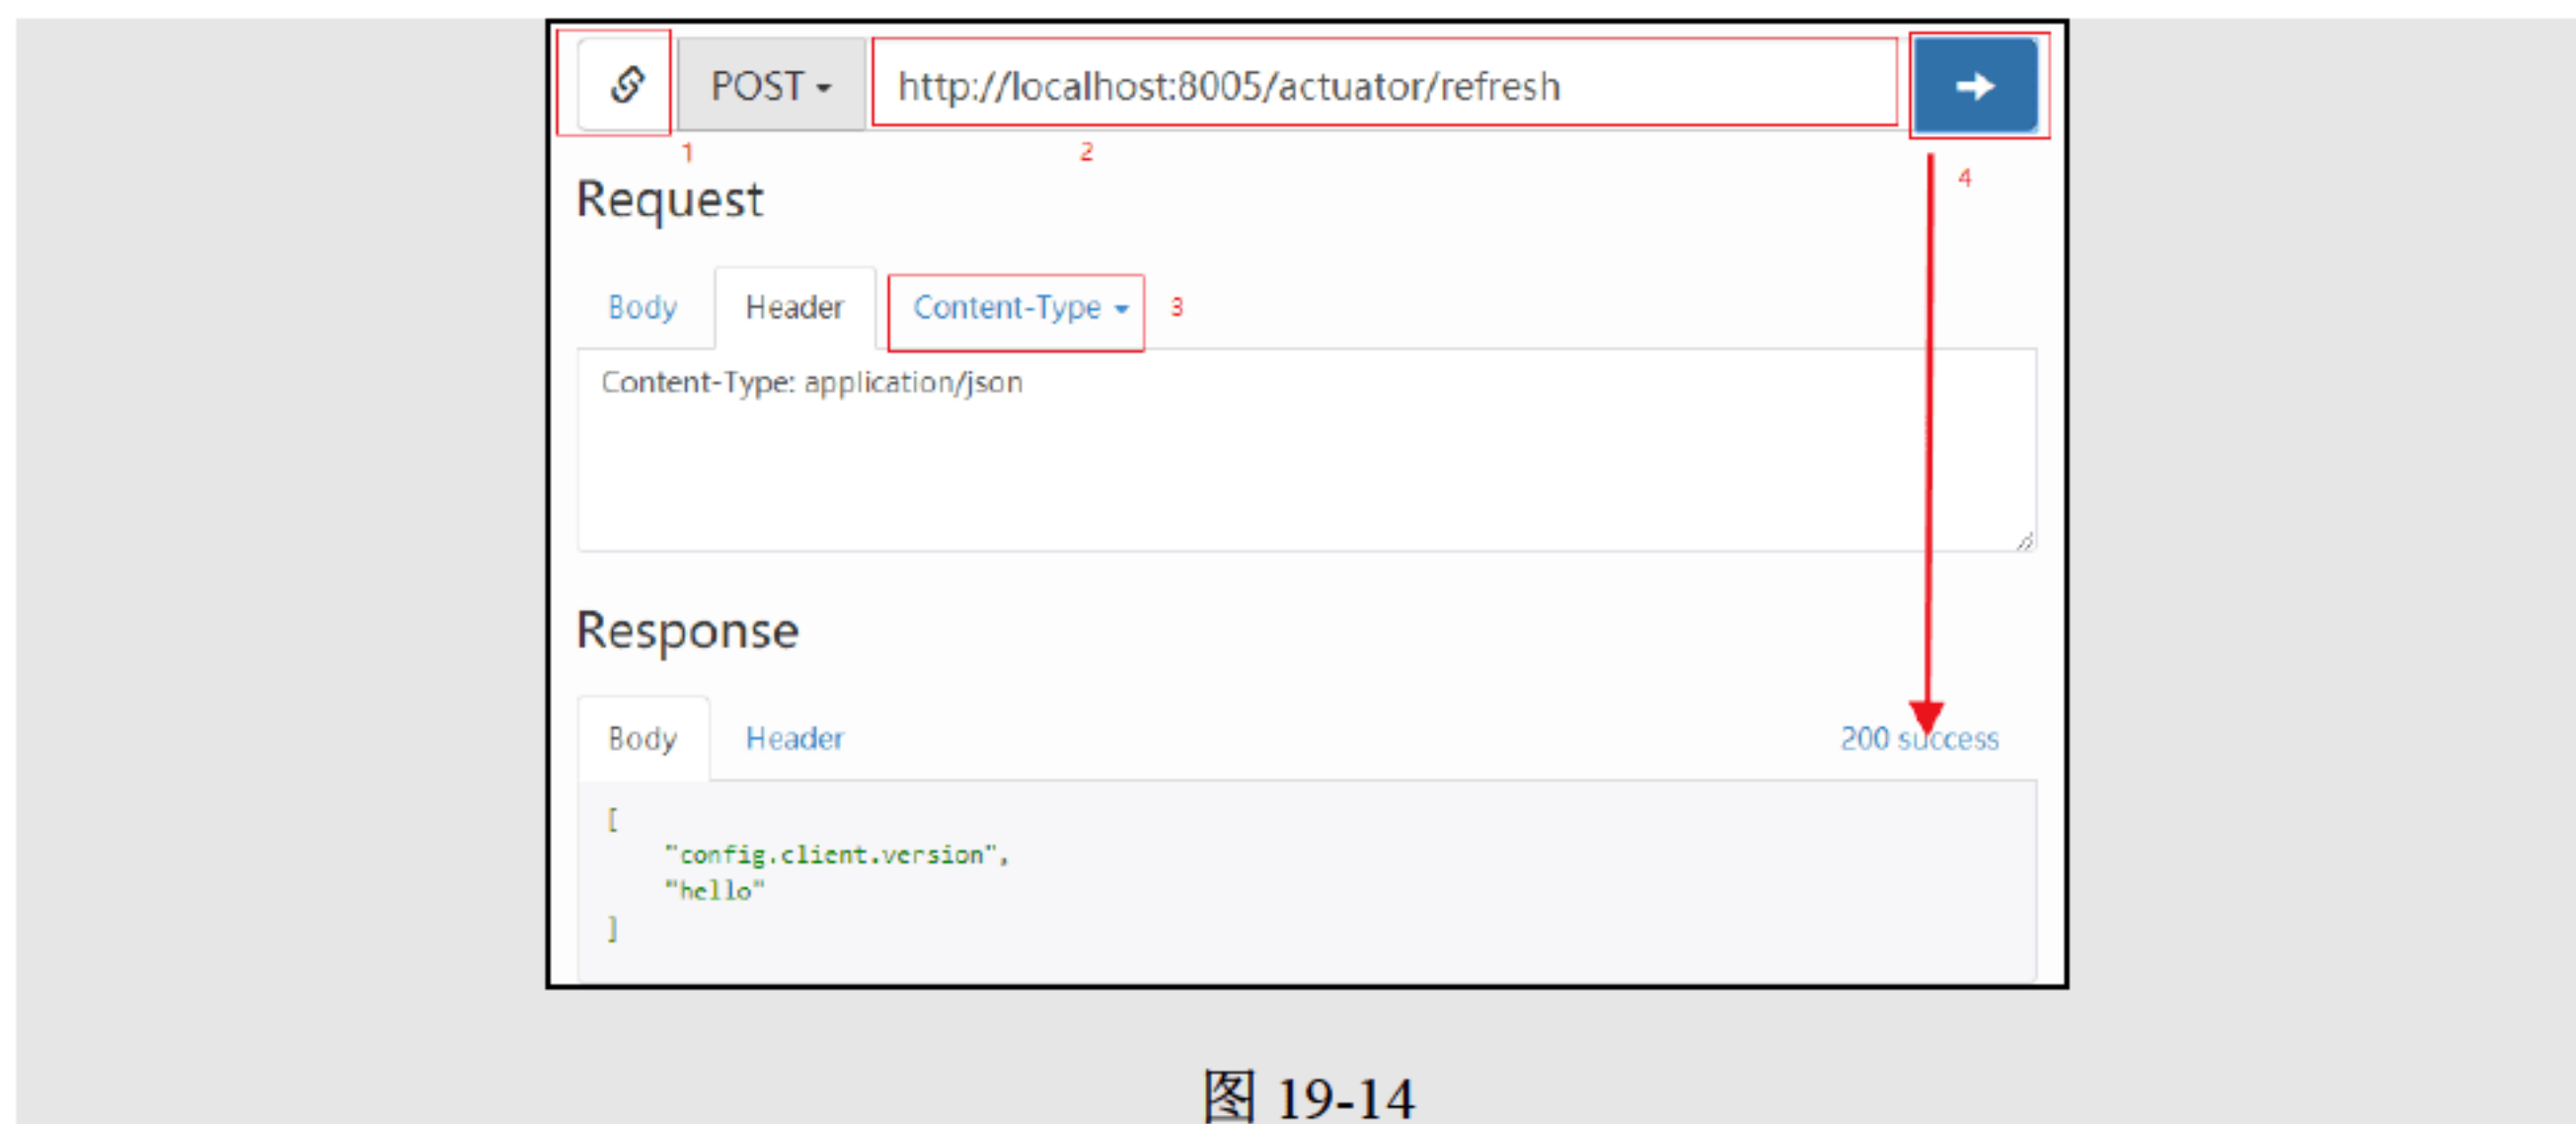 POST http://localhost:8005/actuator/refresh
1 2 4
Request
Body Header Content-Type 3
Content-Type: application/json
Response
Body Header 200 success
[
"config.client.version",
"hello"
]
图 19-14